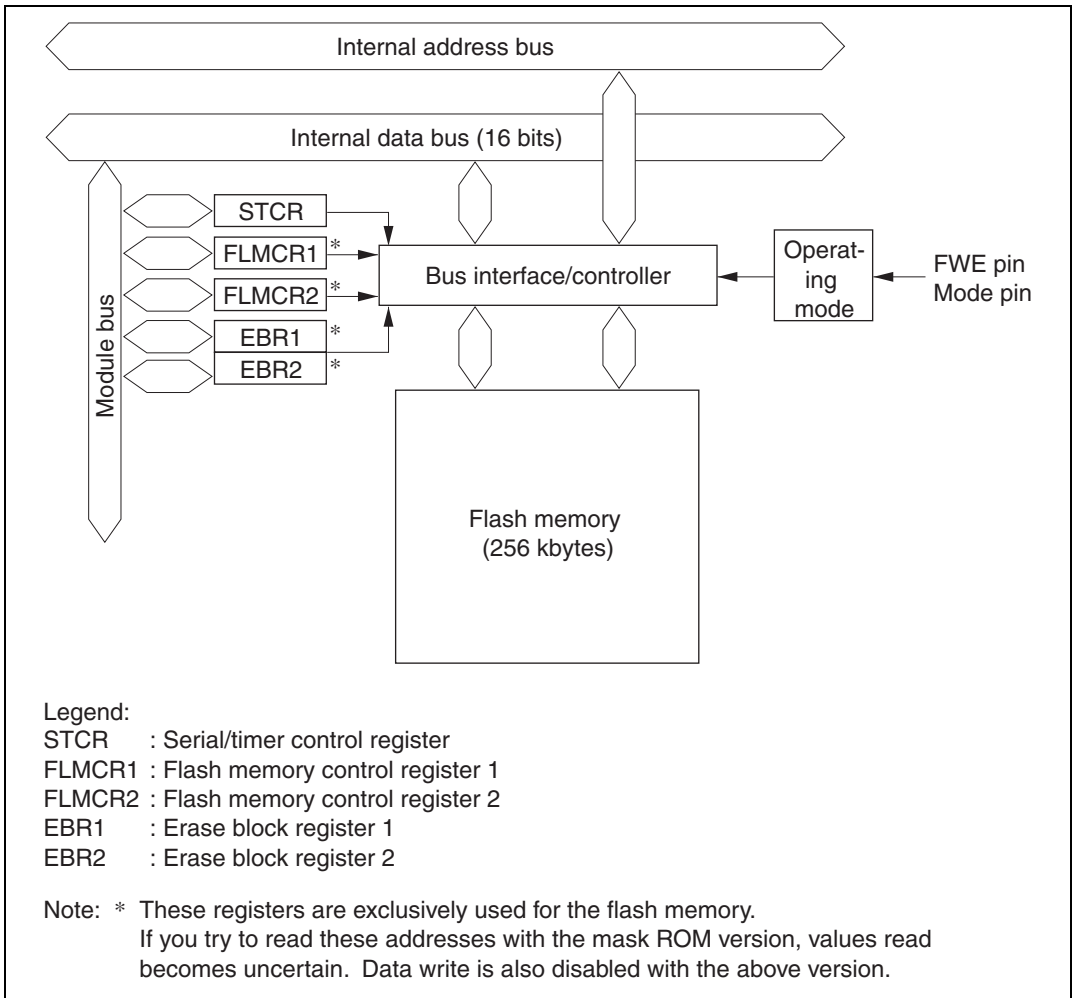 Internal address bus
Internal data bus (16 bits)
Module bus
STCR
FLMCR1 *
FLMCR2 *
EBR1 *
EBR2 *
Bus interface/controller
Operat-
ing
mode
FWE pin
Mode pin
Flash memory
(256 kbytes)
Legend:
STCR : Serial/timer control register
FLMCR1 : Flash memory control register 1
FLMCR2 : Flash memory control register 2
EBR1 : Erase block register 1
EBR2 : Erase block register 2
Note: * These registers are exclusively used for the flash memory.
If you try to read these addresses with the mask ROM version, values read
becomes uncertain. Data write is also disabled with the above version.